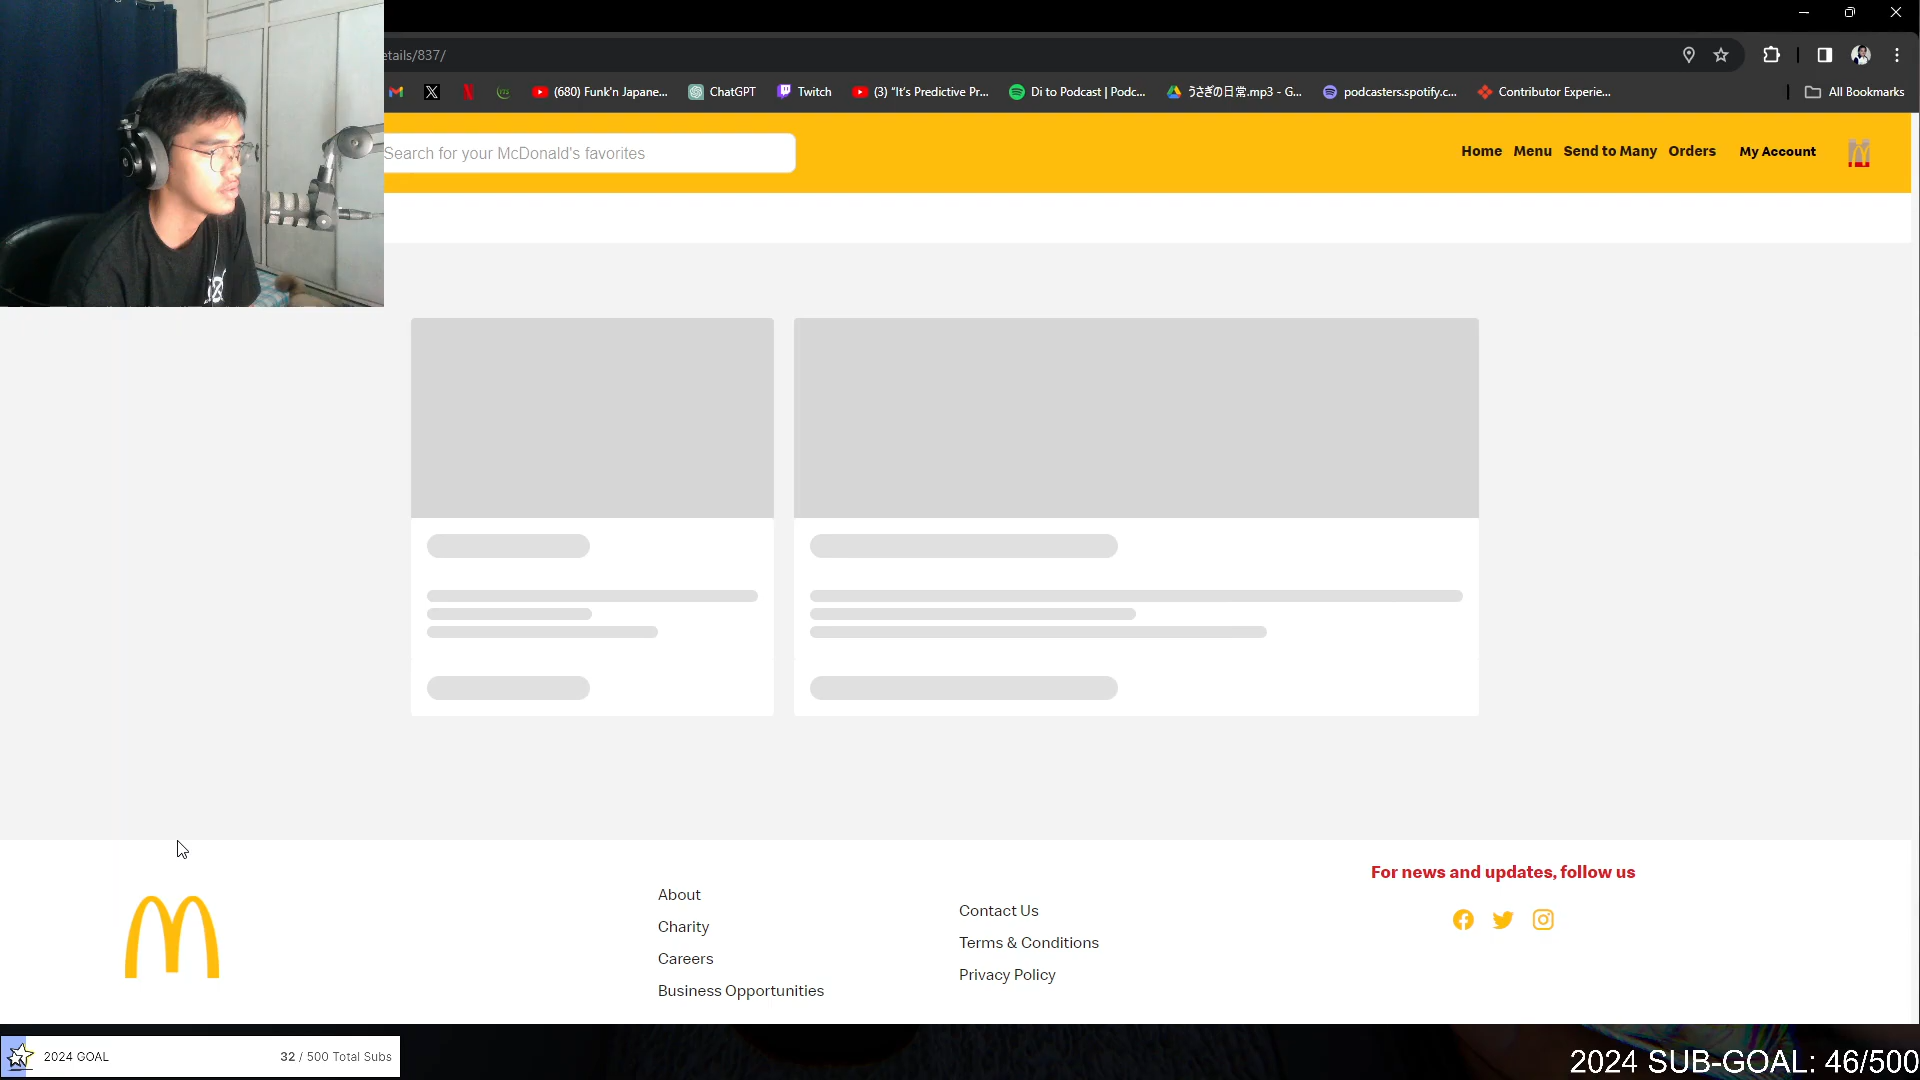 etails/837/
(680) Funk'n Japane...
ChatGPT
Twitch
(3) "It's Predictive Pr...
Di to Podcast | Podc...
うさぎの日常.mp3 - G...
podcasters.spotify.c...
Contributor Experie...
All Bookmarks
Search for your McDonald's favorites
Home
Menu
Send to Many
Orders
My Account
About
Charity
Careers
Business Opportunities
Contact Us
Terms & Conditions
Privacy Policy
For news and updates, follow us
2024 GOAL
32 / 500 Total Subs
2024 SUB-GOAL: 46/500